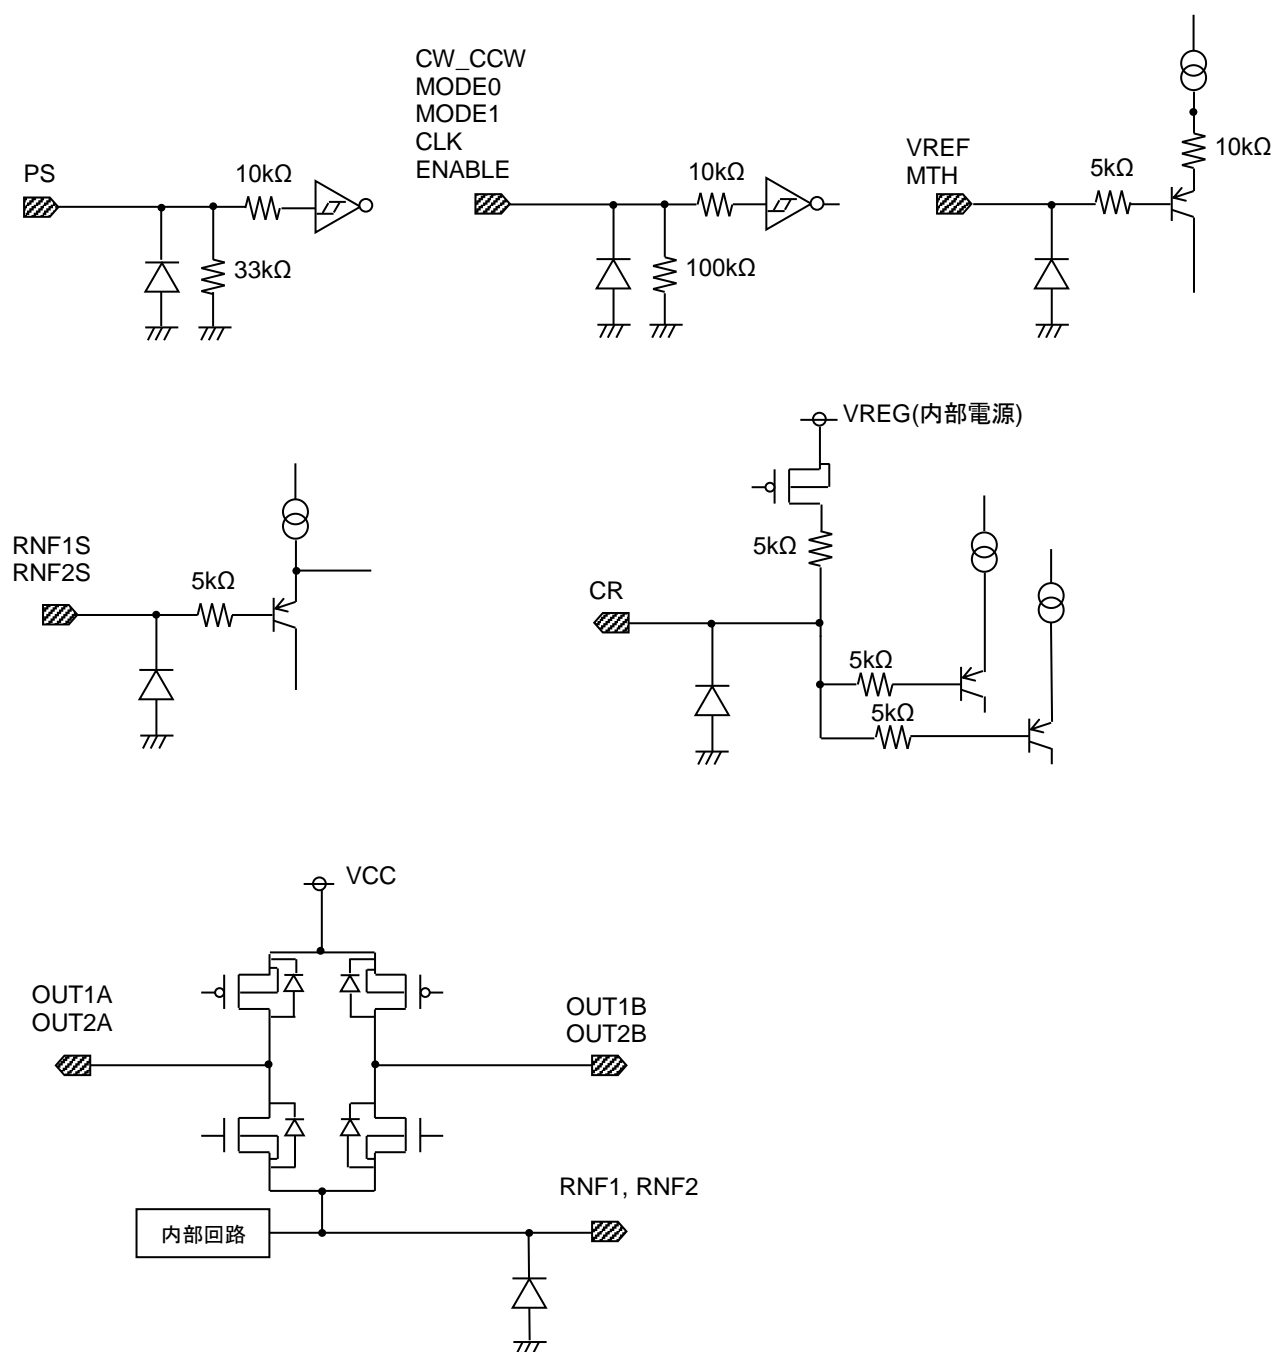 PS
10kΩ
33kΩ
CW_CCW
MODE0
MODE1
CLK
ENABLE
10kΩ
100kΩ
VREF
MTH
5kΩ
10kΩ
RNF1S
RNF2S
5kΩ
VREG(内部電源)
5kΩ
CR
5kΩ
5kΩ
VCC
OUT1A
OUT2A
OUT1B
OUT2B
RNF1, RNF2
内部回路